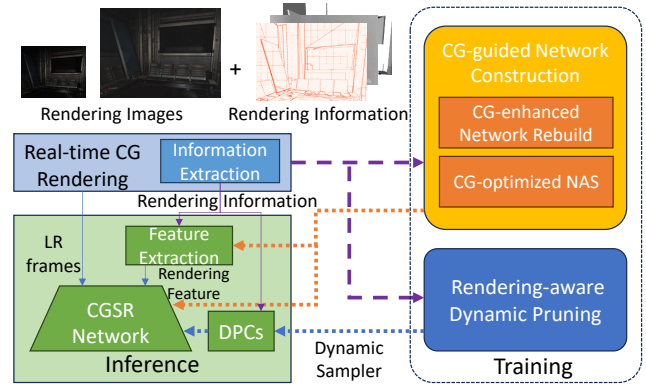 +
Rendering Images
Rendering Information
CG-guided Network
Construction
CG-enhanced
Network Rebuild
CG-optimized NAS
Real-time CG
Rendering
Information
Extraction
Rendering Information
LR
frames
Feature
Extraction
Rendering
Feature
CGSR
Network
DPCs
Inference
Dynamic
Sampler
Rendering-aware
Dynamic Pruning
Training